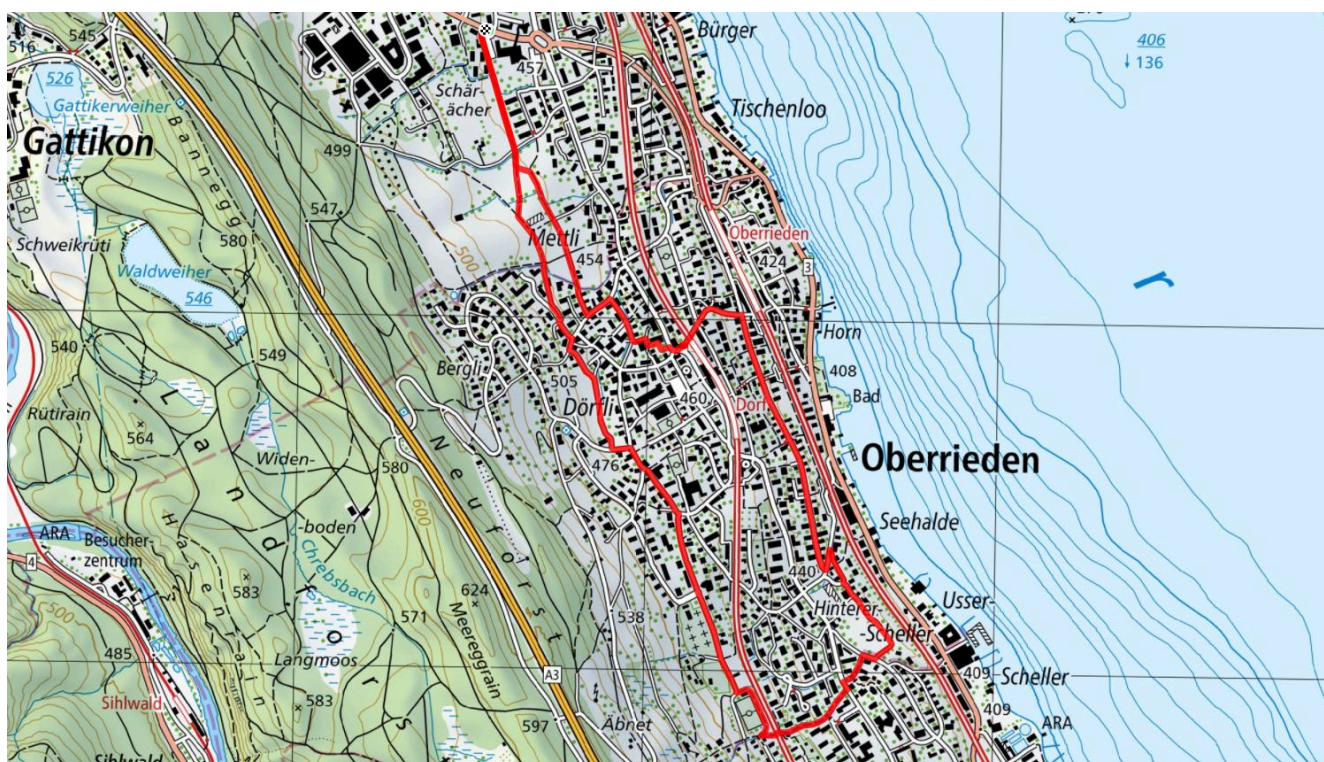 545
516
526
Gattikerweiher
Gattikon
Bannegg
499
547
Schweikrüti
580
Waldweiher
546
540
549
Rütirain
564
Widen-
-boden
580
Landforst
Hasenrain
ARA
Besucher-
zentrum
4
583
Chrebsbach
571
485
Langmoos
Sihlwald
583
Sihlwald
Neuforst
600
624
Meereggrain
A3
597
Äbnet
538
500
500
Bürger
457
Schär-
ächer
Tischenloo
406
136
Oberrieden
Mettli
454
424
3
Horn
408
Bad
Bergli
505
Dörfli
460
Dorf
476
Oberrieden
Seehalde
440
Hinterer-
-Scheller
Usser-
409
Scheller
409
ARA